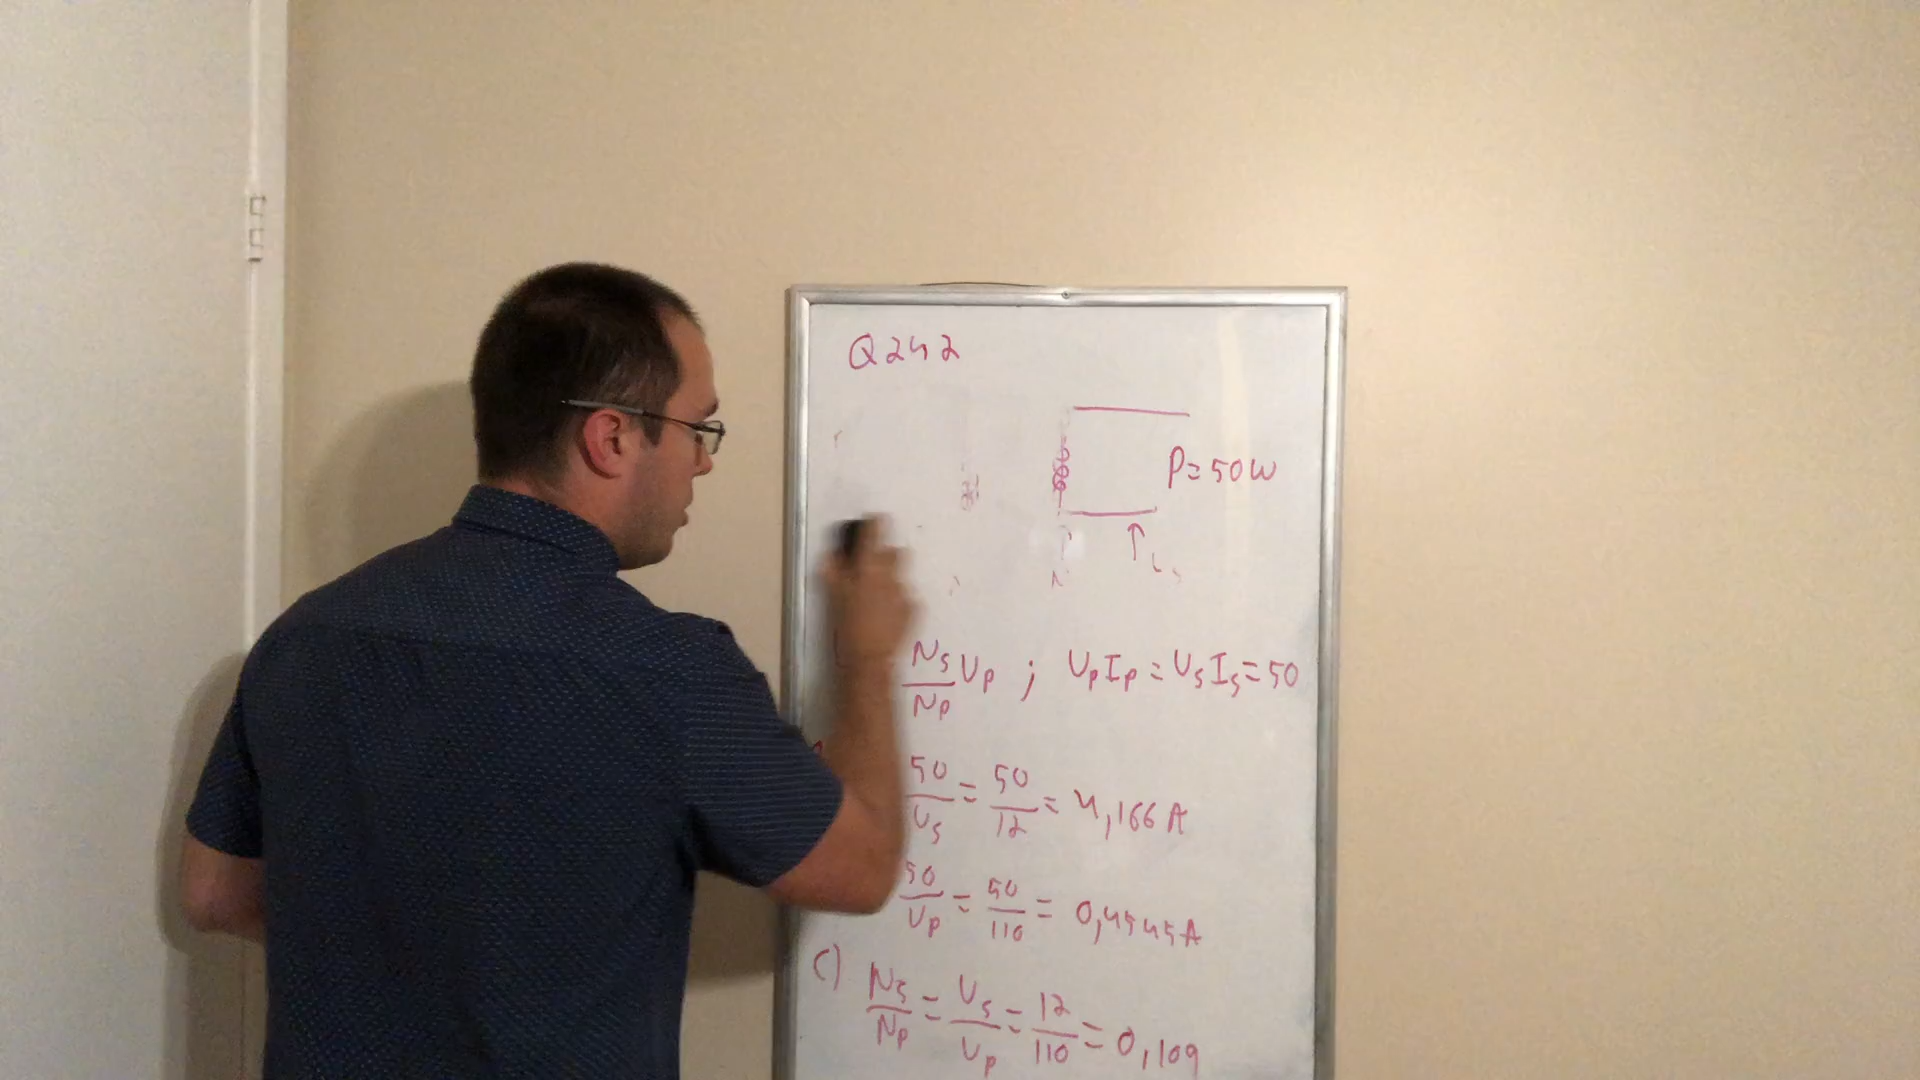 Q242
P=50W
Ns/Np Up ; UpIp = UsIs = 50
50/Us = 50/12 = 4,166 A
50/Up = 50/110 = 0,4545 A
C) Ns/Np = Us/Up = 12/110 = 0,109